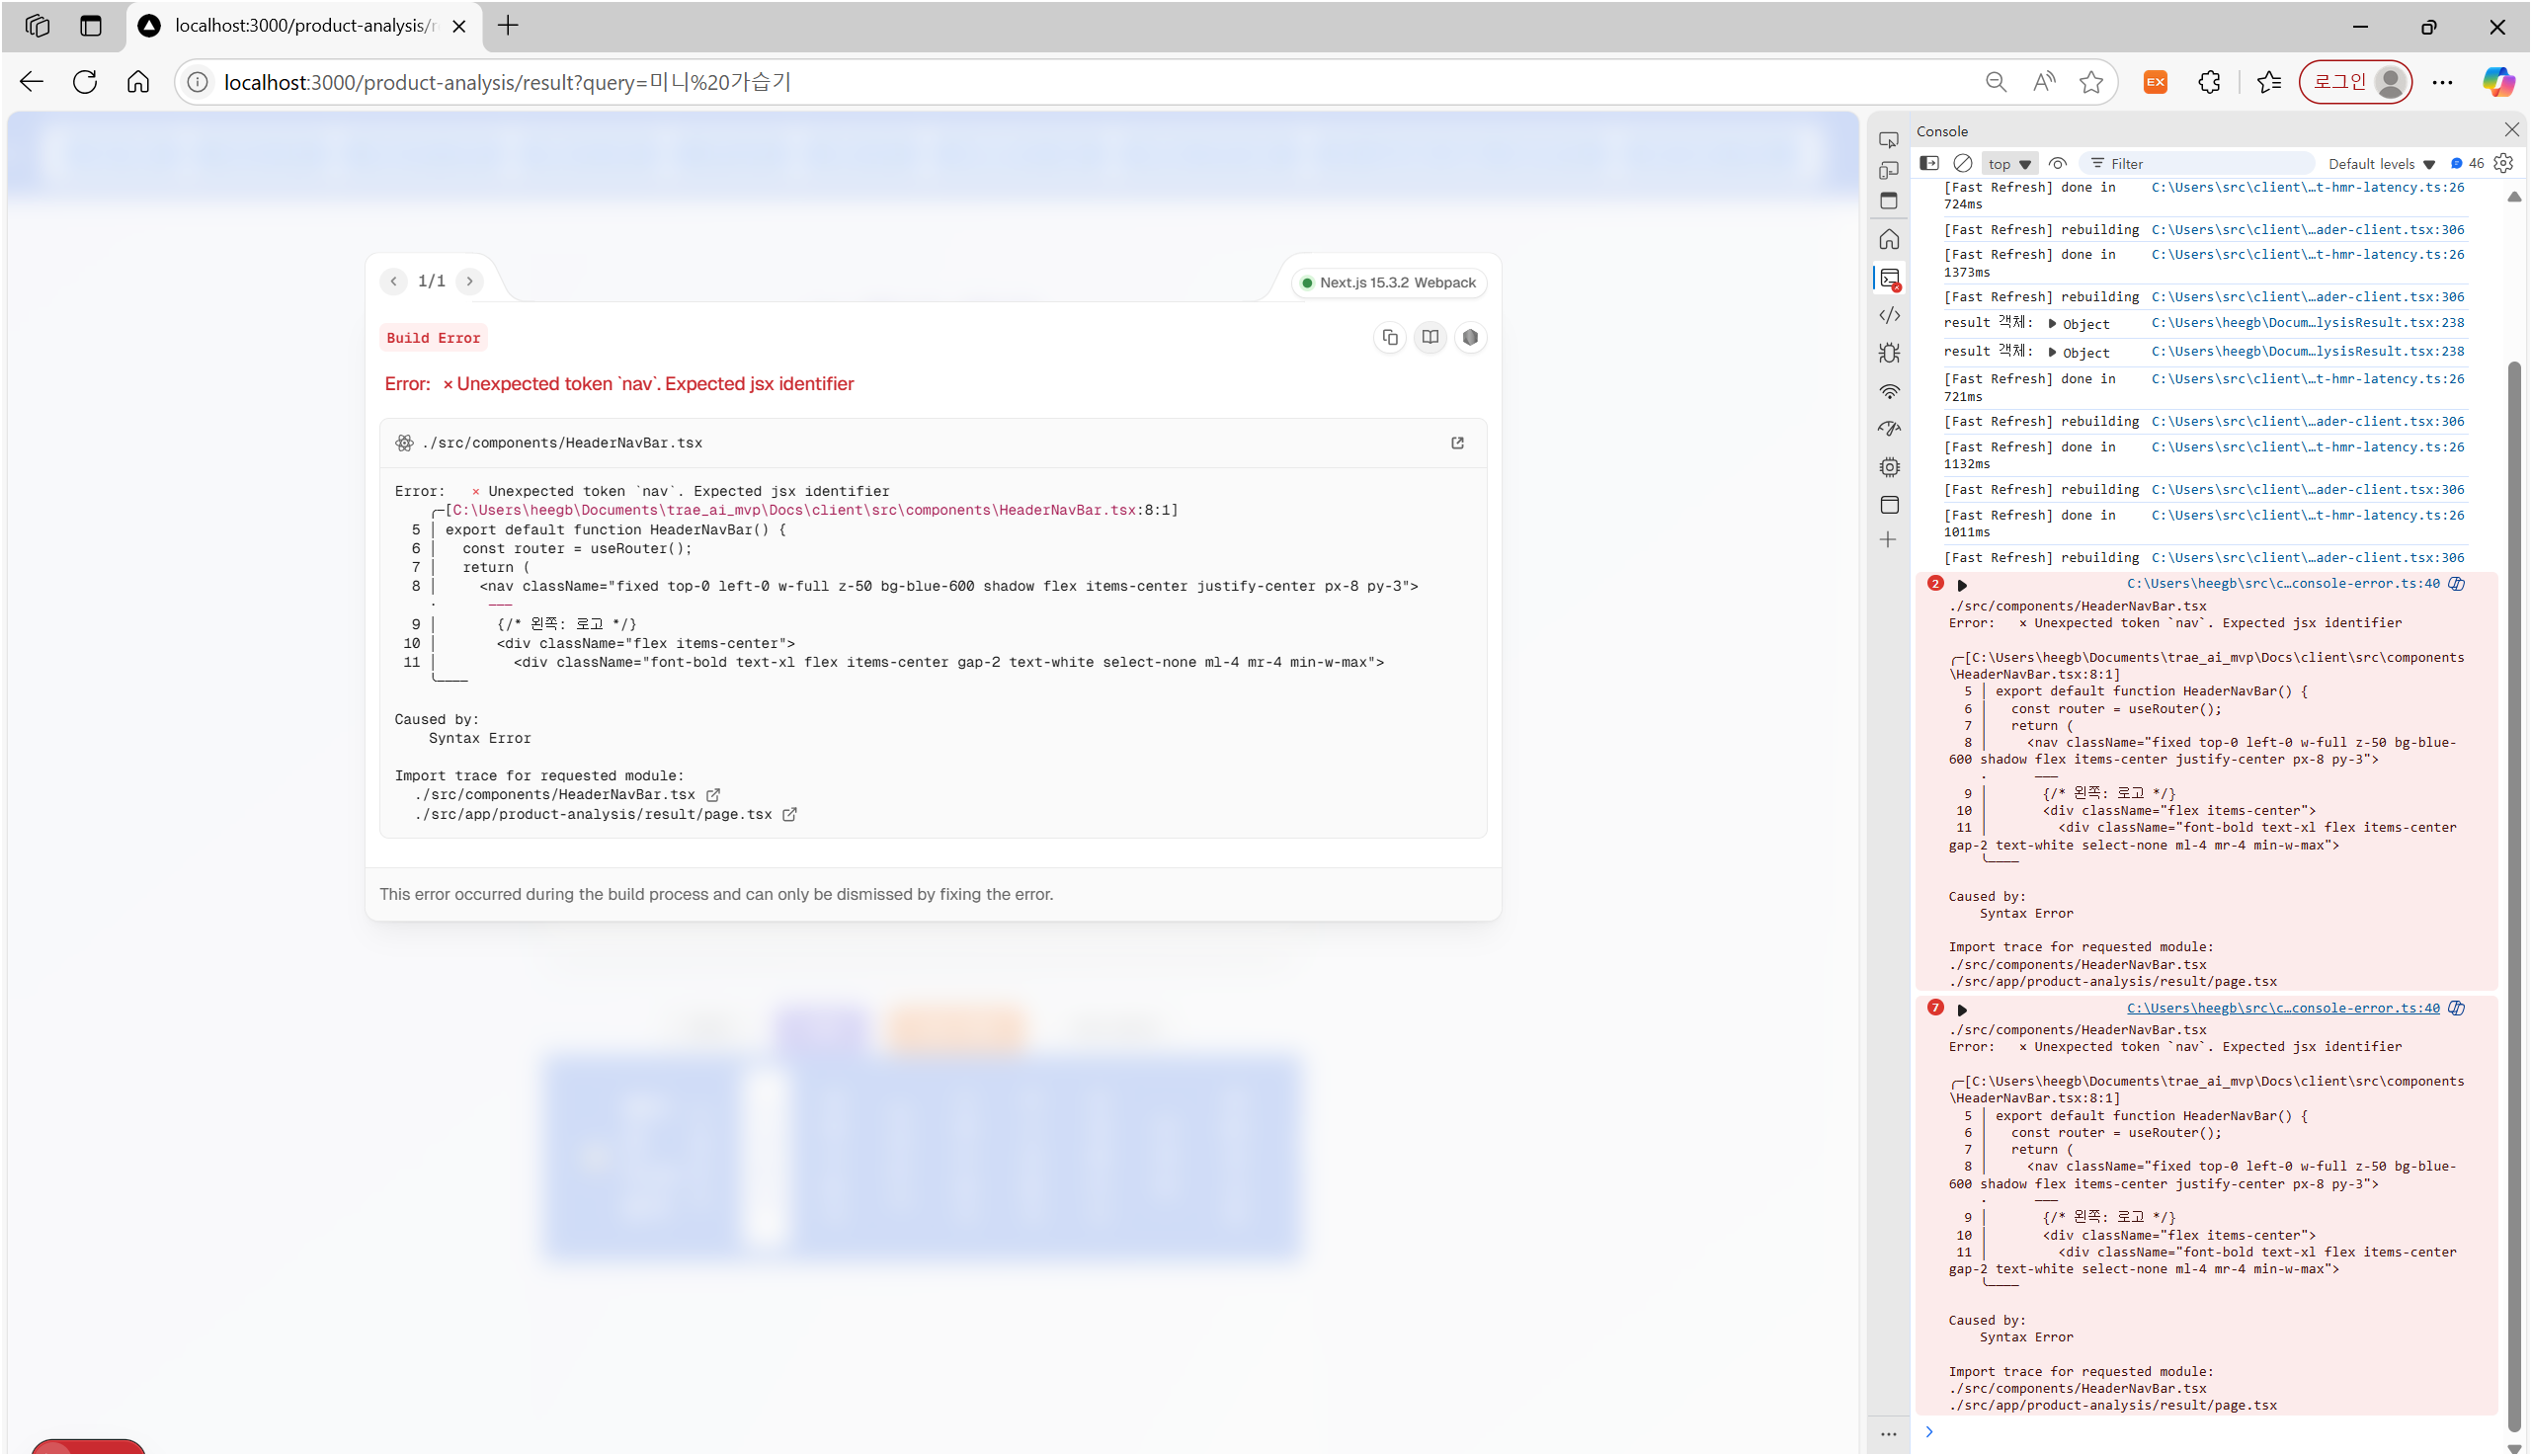 localhost:3000/product-analysis/r
localhost:3000/product-analysis/result?query=미니%20가습기
EX
로그인
1/1
Next.js 15.3.2 Webpack
Build Error
Error: × Unexpected token `nav`. Expected jsx identifier
./src/components/HeaderNavBar.tsx
Error:   × Unexpected token `nav`. Expected jsx identifier
╭─[C:\Users\heegb\Documents\trae_ai_mvp\Docs\client\src\components\HeaderNavBar.tsx:8:1]
5 │ export default function HeaderNavBar() {
6 │   const router = useRouter();
7 │   return (
8 │     <nav className="fixed top-0 left-0 w-full z-50 bg-blue-600 shadow flex items-center justify-center px-8 py-3">
·      ───
9 │       {/* 왼쪽: 로고 */}
10 │       <div className="flex items-center">
11 │         <div className="font-bold text-xl flex items-center gap-2 text-white select-none ml-4 mr-4 min-w-max">
╰────
Caused by:
Syntax Error
Import trace for requested module:
./src/components/HeaderNavBar.tsx
./src/app/product-analysis/result/page.tsx
This error occurred during the build process and can only be dismissed by fixing the error.
Console
top
Filter
Default levels
46
[Fast Refresh] done in C:\Users\src\client\…t-hmr-latency.ts:26
724ms
[Fast Refresh] rebuilding C:\Users\src\client\…ader-client.tsx:306
[Fast Refresh] done in C:\Users\src\client\…t-hmr-latency.ts:26
1373ms
[Fast Refresh] rebuilding C:\Users\src\client\…ader-client.tsx:306
result 객체: Object C:\Users\heegb\Docum…lysisResult.tsx:238
result 객체: Object C:\Users\heegb\Docum…lysisResult.tsx:238
[Fast Refresh] done in C:\Users\src\client\…t-hmr-latency.ts:26
721ms
[Fast Refresh] rebuilding C:\Users\src\client\…ader-client.tsx:306
[Fast Refresh] done in C:\Users\src\client\…t-hmr-latency.ts:26
1132ms
[Fast Refresh] rebuilding C:\Users\src\client\…ader-client.tsx:306
[Fast Refresh] done in C:\Users\src\client\…t-hmr-latency.ts:26
1011ms
[Fast Refresh] rebuilding C:\Users\src\client\…ader-client.tsx:306
2 C:\Users\heegb\src\c…console-error.ts:40
./src/components/HeaderNavBar.tsx
Error:   × Unexpected token `nav`. Expected jsx identifier
╭─[C:\Users\heegb\Documents\trae_ai_mvp\Docs\client\src\components
\HeaderNavBar.tsx:8:1]
5 │ export default function HeaderNavBar() {
6 │   const router = useRouter();
7 │   return (
8 │     <nav className="fixed top-0 left-0 w-full z-50 bg-blue-
600 shadow flex items-center justify-center px-8 py-3">
·      ───
9 │       {/* 왼쪽: 로고 */}
10 │       <div className="flex items-center">
11 │         <div className="font-bold text-xl flex items-center
gap-2 text-white select-none ml-4 mr-4 min-w-max">
╰────
Caused by:
Syntax Error
Import trace for requested module:
./src/components/HeaderNavBar.tsx
./src/app/product-analysis/result/page.tsx
7 C:\Users\heegb\src\c…console-error.ts:40
./src/components/HeaderNavBar.tsx
Error:   × Unexpected token `nav`. Expected jsx identifier
╭─[C:\Users\heegb\Documents\trae_ai_mvp\Docs\client\src\components
\HeaderNavBar.tsx:8:1]
5 │ export default function HeaderNavBar() {
6 │   const router = useRouter();
7 │   return (
8 │     <nav className="fixed top-0 left-0 w-full z-50 bg-blue-
600 shadow flex items-center justify-center px-8 py-3">
·      ───
9 │       {/* 왼쪽: 로고 */}
10 │       <div className="flex items-center">
11 │         <div className="font-bold text-xl flex items-center
gap-2 text-white select-none ml-4 mr-4 min-w-max">
╰────
Caused by:
Syntax Error
Import trace for requested module:
./src/components/HeaderNavBar.tsx
./src/app/product-analysis/result/page.tsx